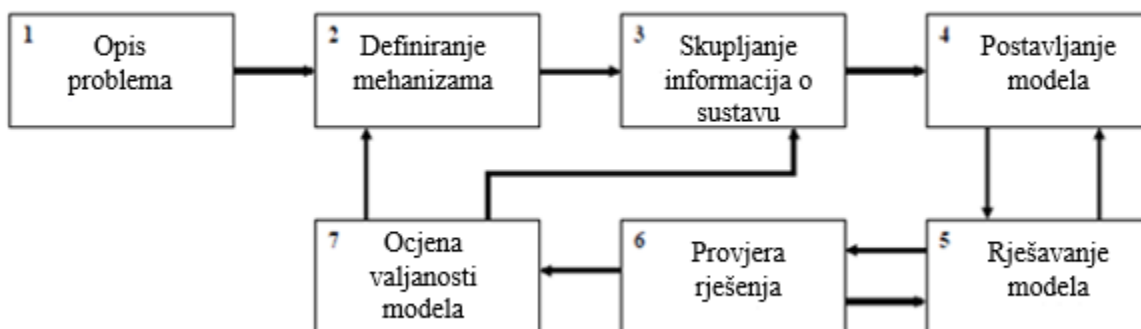 1
Opis
problema
2
Definiranje
mehanizama
3
Skupljanje
informacija o
sustavu
4
Postavljanje
modela
7
Ocjena
valjanosti
modela
6
Provjera
rješenja
5
Rješavanje
modela